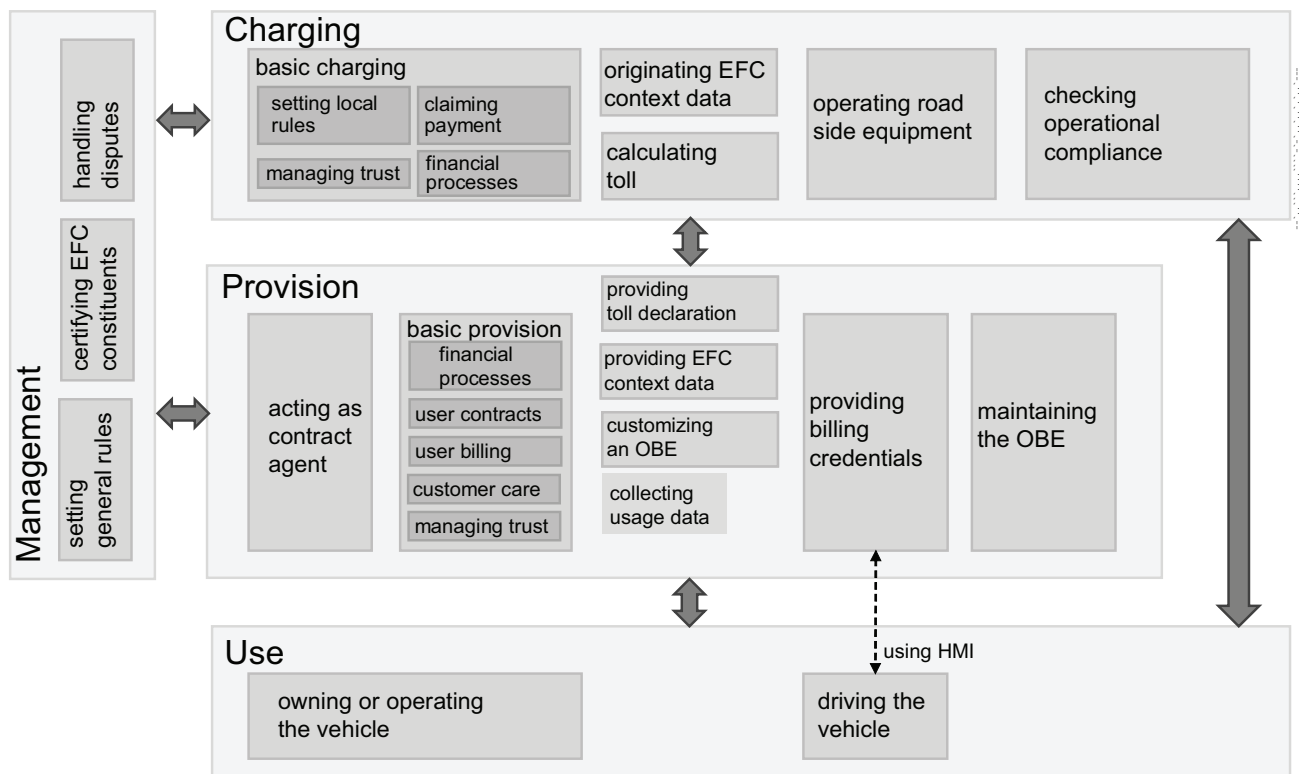 Management
handling
disputes
certifying EFC
constituents
setting
general rules
Charging
basic charging
setting local
rules
claiming
payment
managing trust
financial
processes
originating EFC
context data
calculating
toll
operating road
side equipment
checking
operational
compliance
Provision
acting as
contract
agent
basic provision
financial
processes
user contracts
user billing
customer care
managing trust
providing
toll declaration
providing EFC
context data
customizing
an OBE
collecting
usage data
providing
billing
credentials
maintaining
the OBE
using HMI
Use
owning or operating
the vehicle
driving the
vehicle